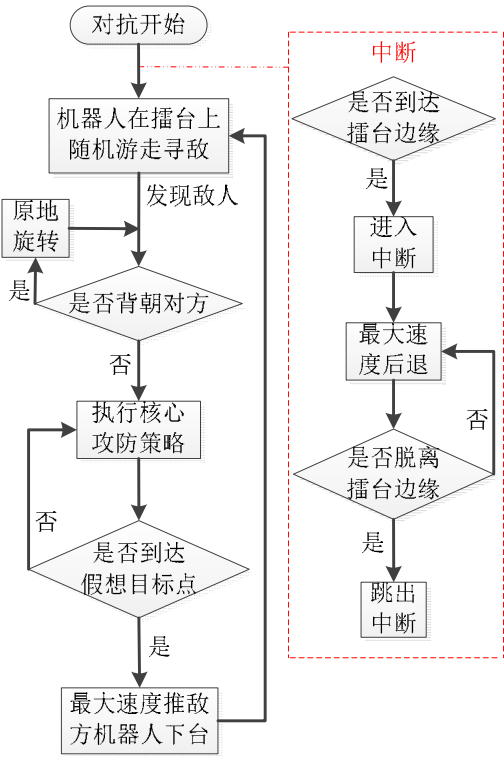 对抗开始
机器人在擂台上
随机游走寻敌
发现敌人
原地
旋转
是
是否背朝对方
否
执行核心
攻防策略
否
是否到达
假想目标点
是
最大速度推敌
方机器人下台
中断
是否到达
擂台边缘
是
进入
中断
最大速
度后退
否
是否脱离
擂台边缘
是
跳出
中断